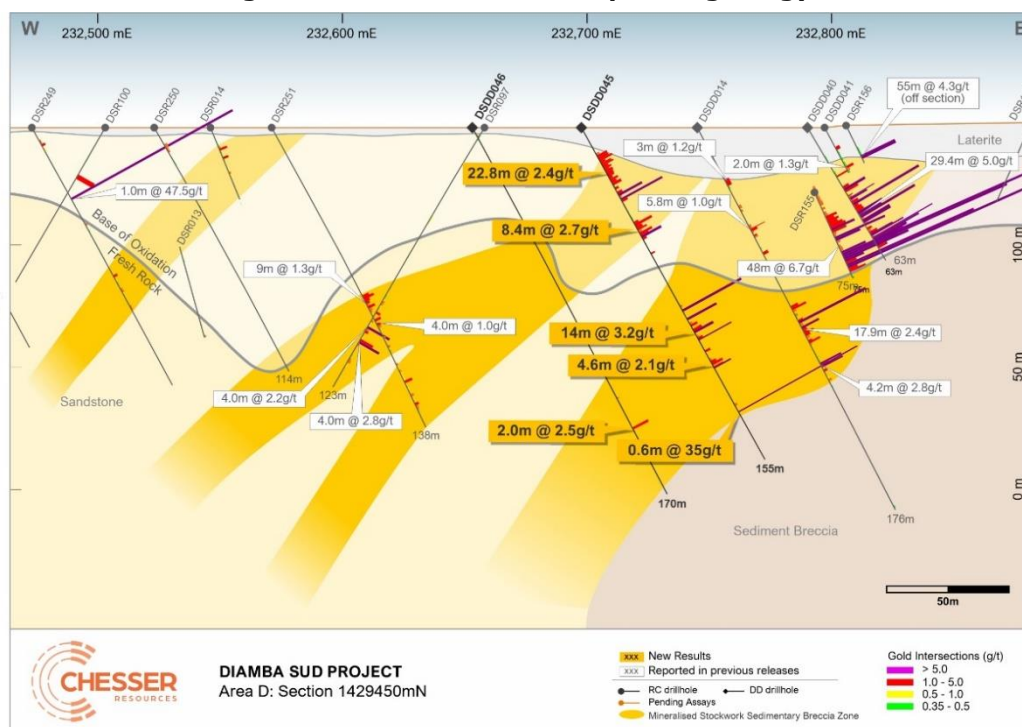 W
232,500 mE
232,600 mE
232,700 mE
232,800 mE
E
DSR249
DSR100
DSR250
DSR014
DSR251
DSDD046
DSR097
DSDD045
DSDD014
DSDD040
DSDD041
DSR156
55m @ 4.3g/t
(off section)
Laterite
3m @ 1.2g/t
2.0m @ 1.3g/t
29.4m @ 5.0g/t
22.8m @ 2.4g/t
1.0m @ 47.5g/t
5.8m @ 1.0g/t
DSR155
8.4m @ 2.7g/t
Base of Oxidation
Fresh Rock
DSR013
100 m
48m @ 6.7g/t
63m
63m
75m
9m @ 1.3g/t
4.0m @ 1.0g/t
14m @ 3.2g/t
17.9m @ 2.4g/t
4.6m @ 2.1g/t
50 m
114m
123m
4.2m @ 2.8g/t
Sandstone
4.0m @ 2.2g/t
4.0m @ 2.8g/t
138m
2.0m @ 2.5g/t
0.6m @ 35g/t
155m
0 m
170m
176m
Sediment Breccia
50m
CHESSER
RESOURCES
DIAMBA SUD PROJECT
Area D: Section 1429450mN
xxx New Results
xxx Reported in previous releases
RC drillhole
DD drillhole
Pending Assays
Mineralised Stockwork Sedimentary Breccia Zone
Gold Intersections (g/t)
> 5.0
1.0 - 5.0
0.5 - 1.0
0.35 - 0.5